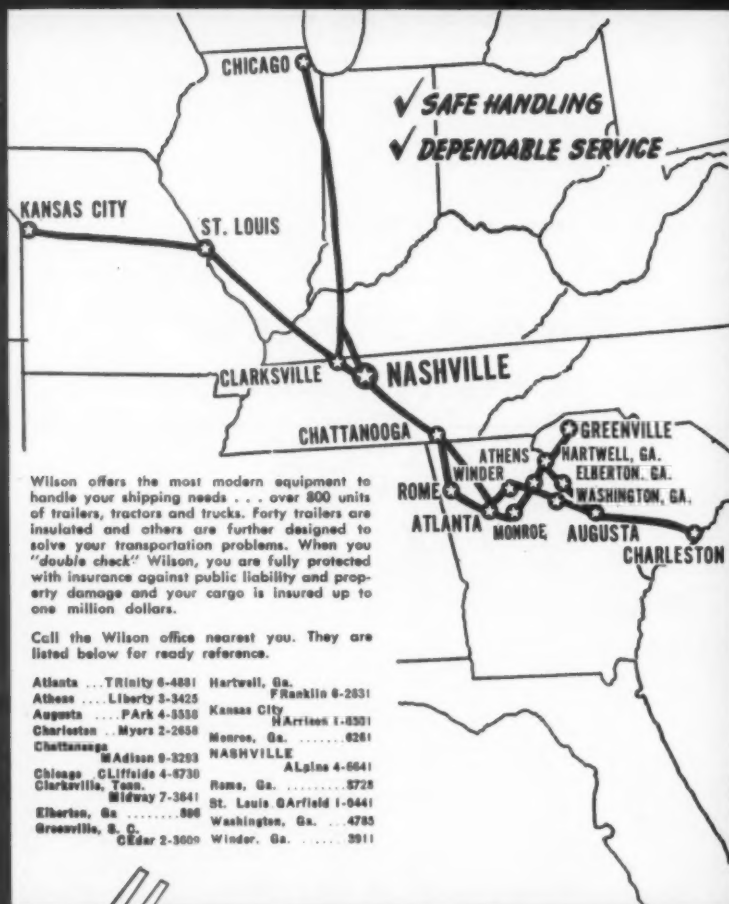 CHICAGO
✓ SAFE HANDLING
✓ DEPENDABLE SERVICE
KANSAS CITY
ST. LOUIS
CLARKSVILLE
NASHVILLE
CHATTANOOGA
GREENVILLE
ATHENS
HARTWELL, GA.
WINDER
ELBERTON, GA.
ROME
WASHINGTON, GA.
ATLANTA
MONROE
AUGUSTA
CHARLESTON
Wilson offers the most modern equipment to
handle your shipping needs . . . over 800 units
of trailers, tractors and trucks. Forty trailers are
insulated and others are further designed to
solve your transportation problems. When you
"double check" Wilson, you are fully protected
with insurance against public liability and prop-
erty damage and your cargo is insured up to
one million dollars.
Call the Wilson office nearest you. They are
listed below for ready reference.
Atlanta ... TRinity 6-4881
Athens .... Liberty 3-3425
Augusta ..... PArk 4-5538
Charleston .. Myers 2-2658
Chattanooga
MAdison 9-3293
Chicago .CLiffside 4-6730
Clarksville, Tenn.
Midway 7-3641
Elberton, Ga .........
Greenville, S. C.
CEdar 2-3609
Hartwell, Ga.
FRanklin 6-2631
Kansas City
HArrison
Monroe, Ga. ........ 6261
NASHVILLE
ALpine 4-6641
Rome, Ga. ...... 5728
St. Louis GArfield 1-0441
Washington, Ga. ... 4785
Winder, Ga. ...... 3911